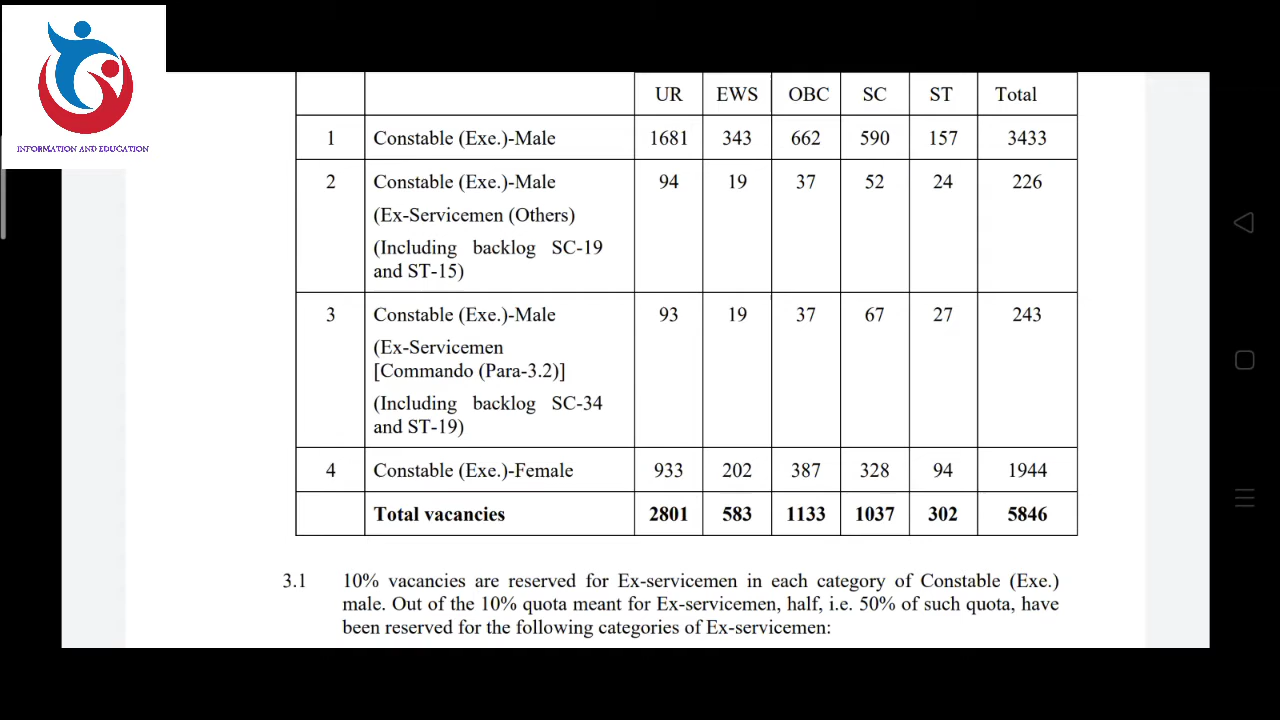 INFORMATION AND EDUCATION
UR EWS OBC SC ST Total
1 Constable (Exe.)-Male 1681 343 662 590 157 3433
2 Constable (Exe.)-Male 94 19 37 52 24 226
(Ex-Servicemen (Others)
(Including backlog SC-19
and ST-15)
3 Constable (Exe.)-Male 93 19 37 67 27 243
(Ex-Servicemen
[Commando (Para-3.2)]
(Including backlog SC-34
and ST-19)
4 Constable (Exe.)-Female 933 202 387 328 94 1944
Total vacancies 2801 583 1133 1037 302 5846
3.1 10% vacancies are reserved for Ex-servicemen in each category of Constable (Exe.)
male. Out of the 10% quota meant for Ex-servicemen, half, i.e. 50% of such quota, have
been reserved for the following categories of Ex-servicemen: